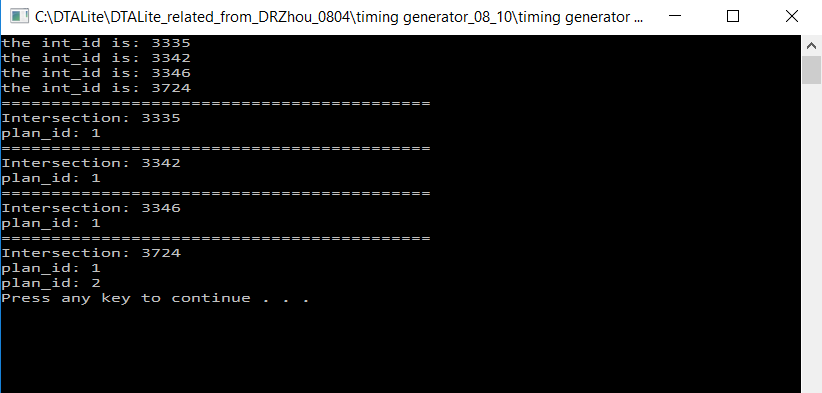 C:\DTALite\DTALite_related_from_DRZhou_0804\timing generator_08_10\timing generator ...
the int_id is: 3335
the int_id is: 3342
the int_id is: 3346
the int_id is: 3724
===========================================
Intersection: 3335
plan_id: 1
===========================================
Intersection: 3342
plan_id: 1
===========================================
Intersection: 3346
plan_id: 1
===========================================
Intersection: 3724
plan_id: 1
plan_id: 2
Press any key to continue . . .